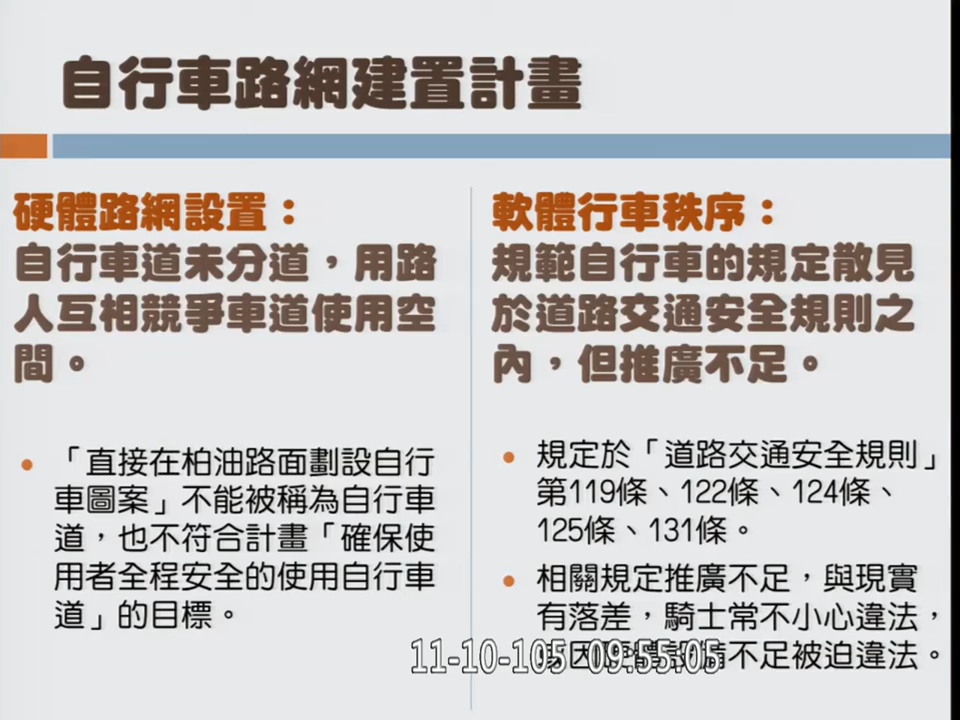 自行車路網建置計畫
硬體路網設置：
自行車道未分道，用路
人互相競爭車道使用空
間。
「直接在柏油路面劃設自行
車圖案」不能被稱為自行車
道，也不符合計畫「確保使
用者全程安全的使用自行車
道」的目標。
軟體行車秩序：
規範自行車的規定散見
於道路交通安全規則之
內，但推廣不足。
規定於「道路交通安全規則」
第119條、122條、124條、
125條、131條。
相關規定推廣不足，與現實
有落差，騎士常不小心違法，
不足被迫違法。
11-10-105 09:55:05